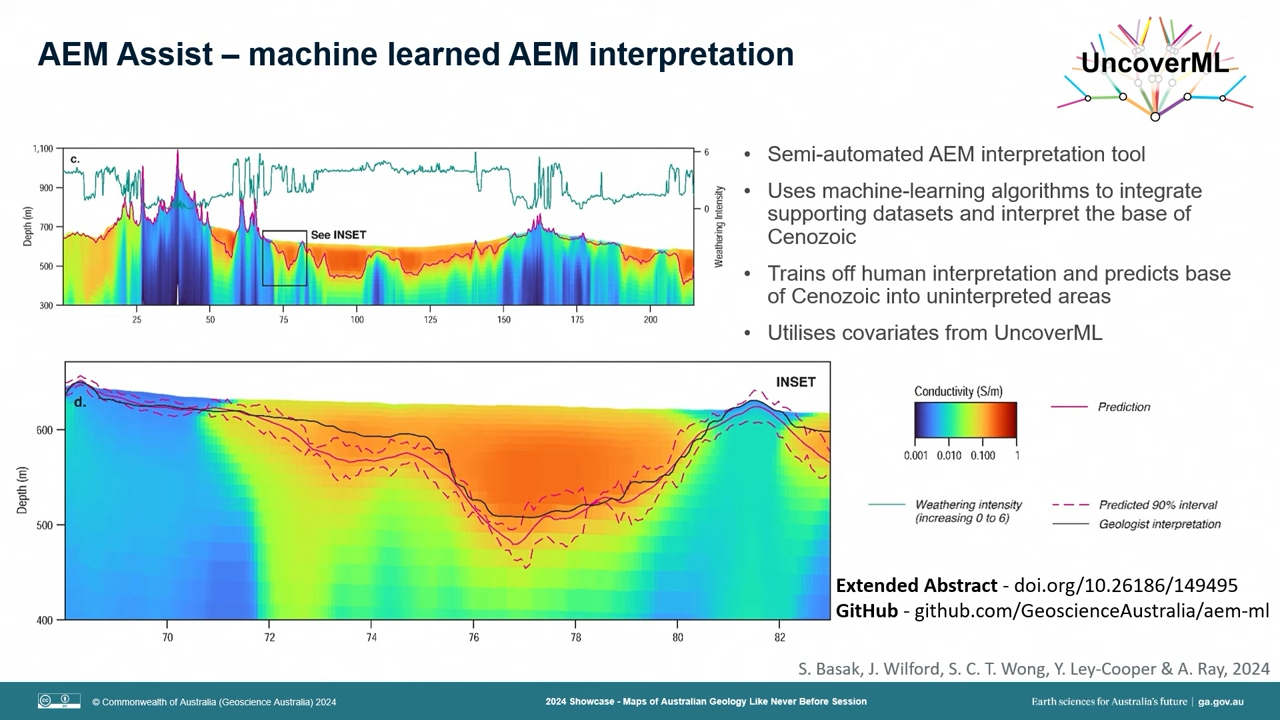 AEM Assist – machine learned AEM interpretation
UncoverML
c.
1,100
900
700
500
300
Depth (m)
6
0
Weathering Intensity
See INSET
25
50
75
100
125
150
175
200
• Semi-automated AEM interpretation tool
• Uses machine-learning algorithms to integrate
supporting datasets and interpret the base of
Cenozoic
• Trains off human interpretation and predicts base
of Cenozoic into uninterpreted areas
• Utilises covariates from UncoverML
d.
INSET
600
500
400
Depth (m)
70
72
74
76
78
80
82
Conductivity (S/m)
0.001 0.010 0.100 1
Prediction
Weathering intensity
(increasing 0 to 6)
Predicted 90% interval
Geologist interpretation
Extended Abstract - doi.org/10.26186/149495
GitHub - github.com/GeoscienceAustralia/aem-ml
S. Basak, J. Wilford, S. C. T. Wong, Y. Ley-Cooper & A. Ray, 2024
© Commonwealth of Australia (Geoscience Australia) 2024
2024 Showcase - Maps of Australian Geology Like Never Before Session
Earth sciences for Australia's future | ga.gov.au